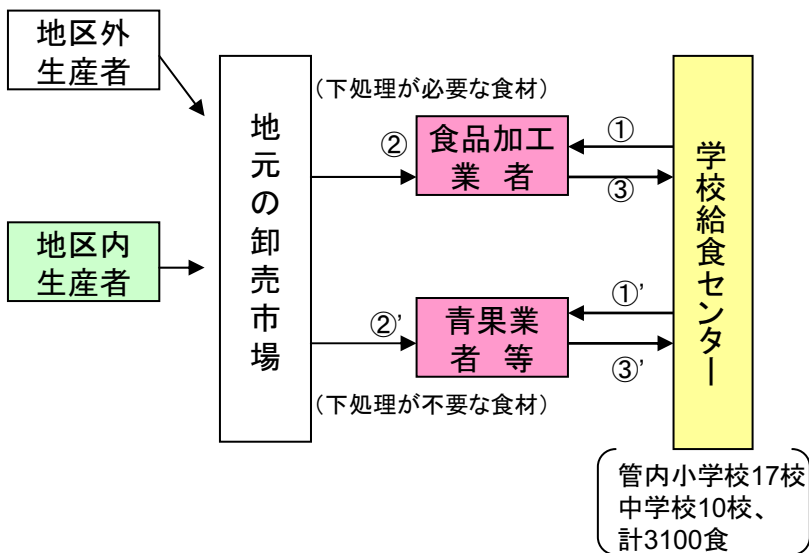 地区外
生産者
地区内
生産者
地元の卸売市場
（下処理が必要な食材）
②
食品加工
業　者
①
③
②’
青果業
者　等
①’
③’
（下処理が不要な食材）
学校給食センター
管内小学校17校
中学校10校、
計3100食